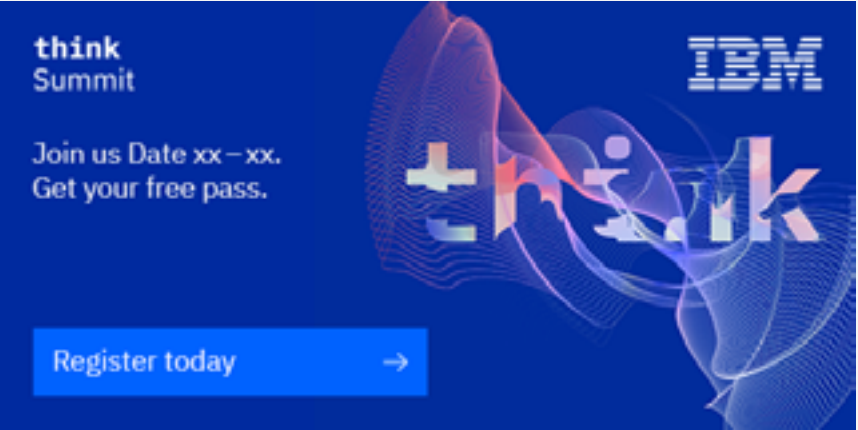 think
Summit
IBM
Join us Date xx–xx.
Get your free pass.
think
Register today →